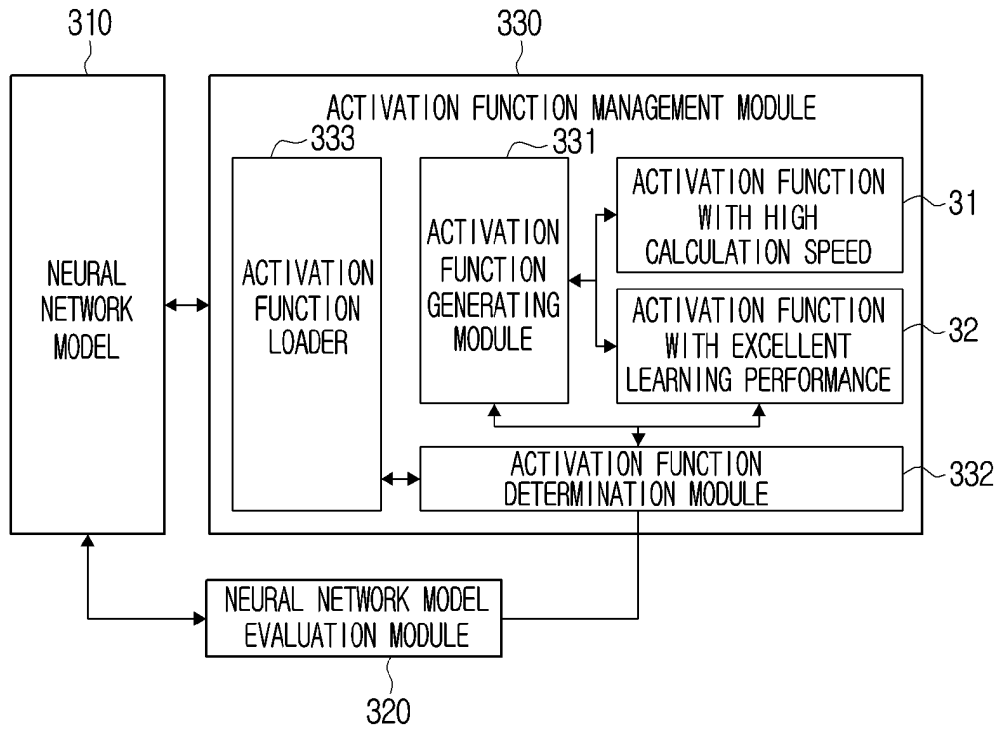 310
330
ACTIVATION FUNCTION MANAGEMENT MODULE
333
331
NEURAL
NETWORK
MODEL
ACTIVATION
FUNCTION
LOADER
ACTIVATION
FUNCTION
GENERATING
MODULE
ACTIVATION FUNCTION
WITH HIGH
CALCULATION SPEED
31
ACTIVATION FUNCTION
WITH EXCELLENT
LEARNING PERFORMANCE
32
ACTIVATION FUNCTION
DETERMINATION MODULE
332
NEURAL NETWORK MODEL
EVALUATION MODULE
320